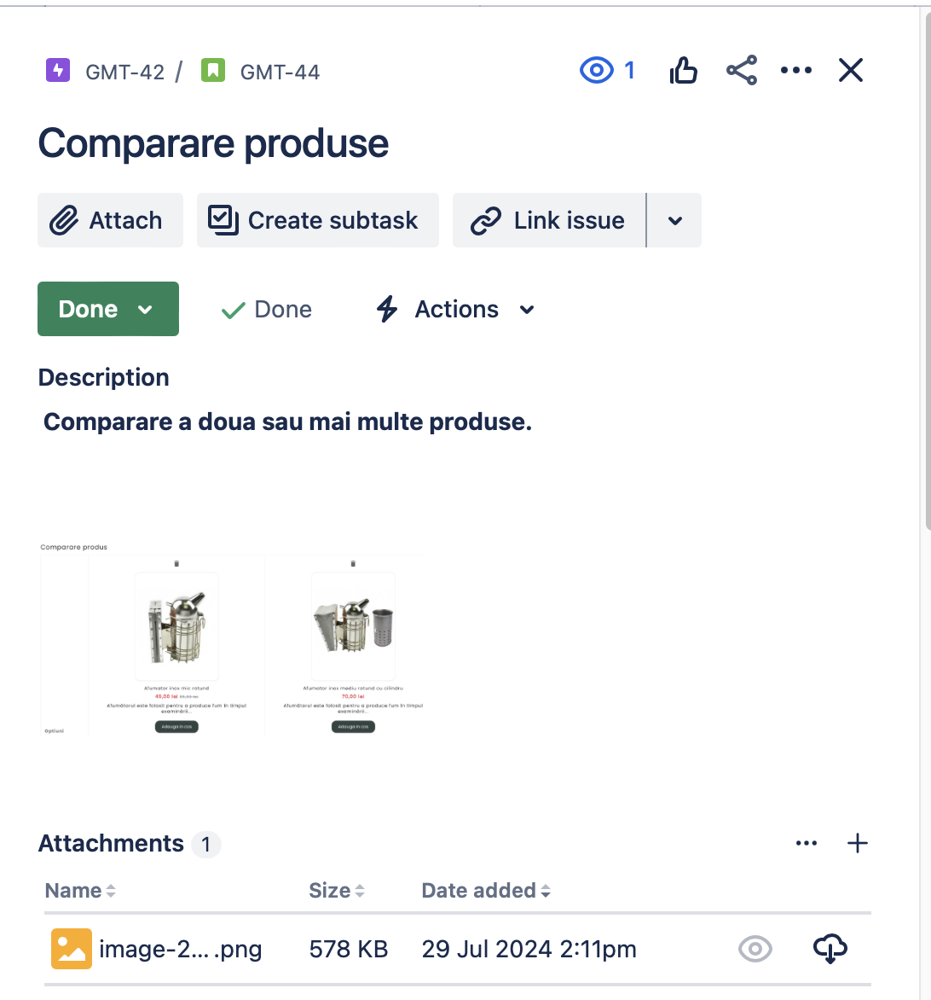 GMT-42 / GMT-44
1
Comparare produse
Attach
Create subtask
Link issue
Done
Done
Actions
Description
Comparare a doua sau mai multe produse.
Comparare produs
Afumator inox mic rotund
Afumator inox mediu rotund cu cilindru
49,00 lei
70,00 lei
Afumătorul este folosit pentru a produce fum în timpul
examinării...
Afumătorul este folosit pentru a produce fum în timpul
examinării...
Adauga in cos
Adauga in cos
Optiuni
Attachments 1
Name Size Date added
image-2... .png 578 KB 29 Jul 2024 2:11pm